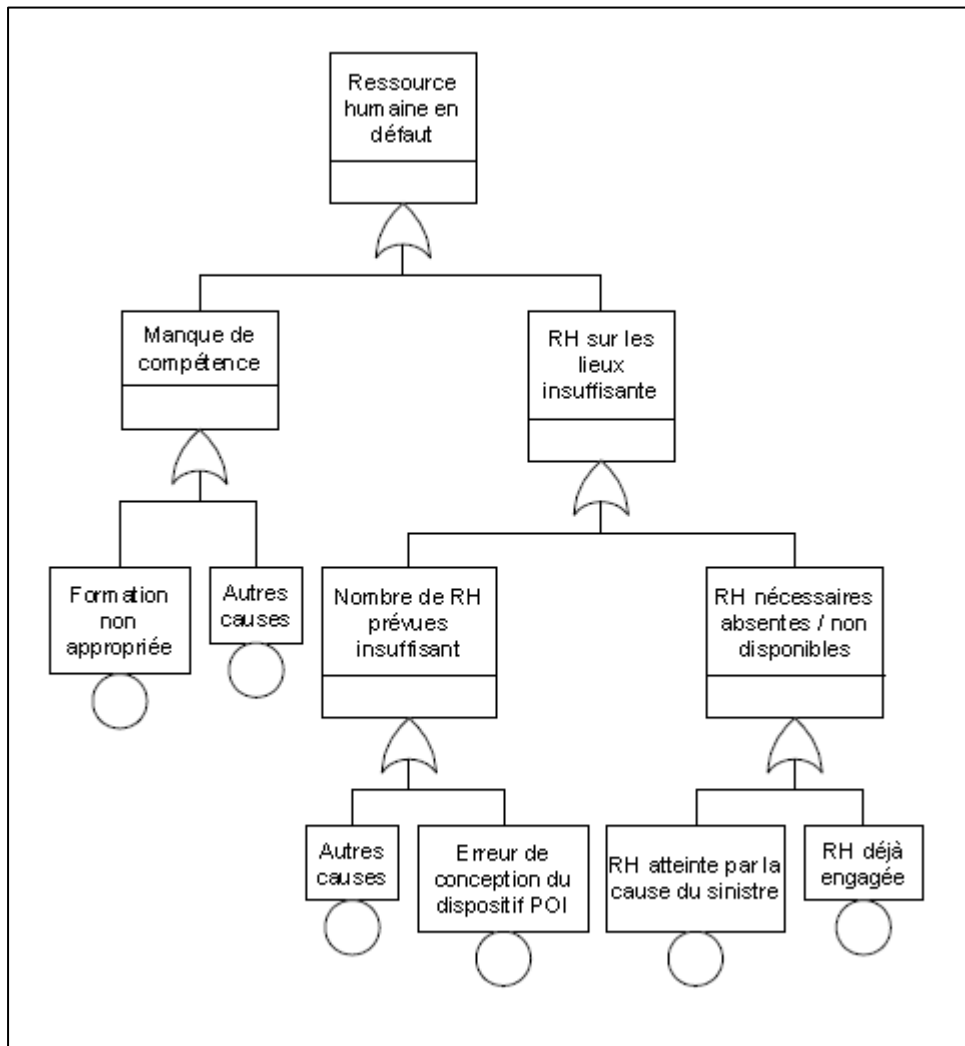 Ressource
humaine en
défaut
Manque de
compétence
RH sur les
lieux
insuffisante
Formation
non
appropriée
Autres
causes
Nombre de RH
prévues
insuffisant
RH nécessaires
absentes / non
disponibles
Autres
causes
Erreur de
conception du
dispositif POI
RH atteinte par la
cause du sinistre
RH déjà
engagée